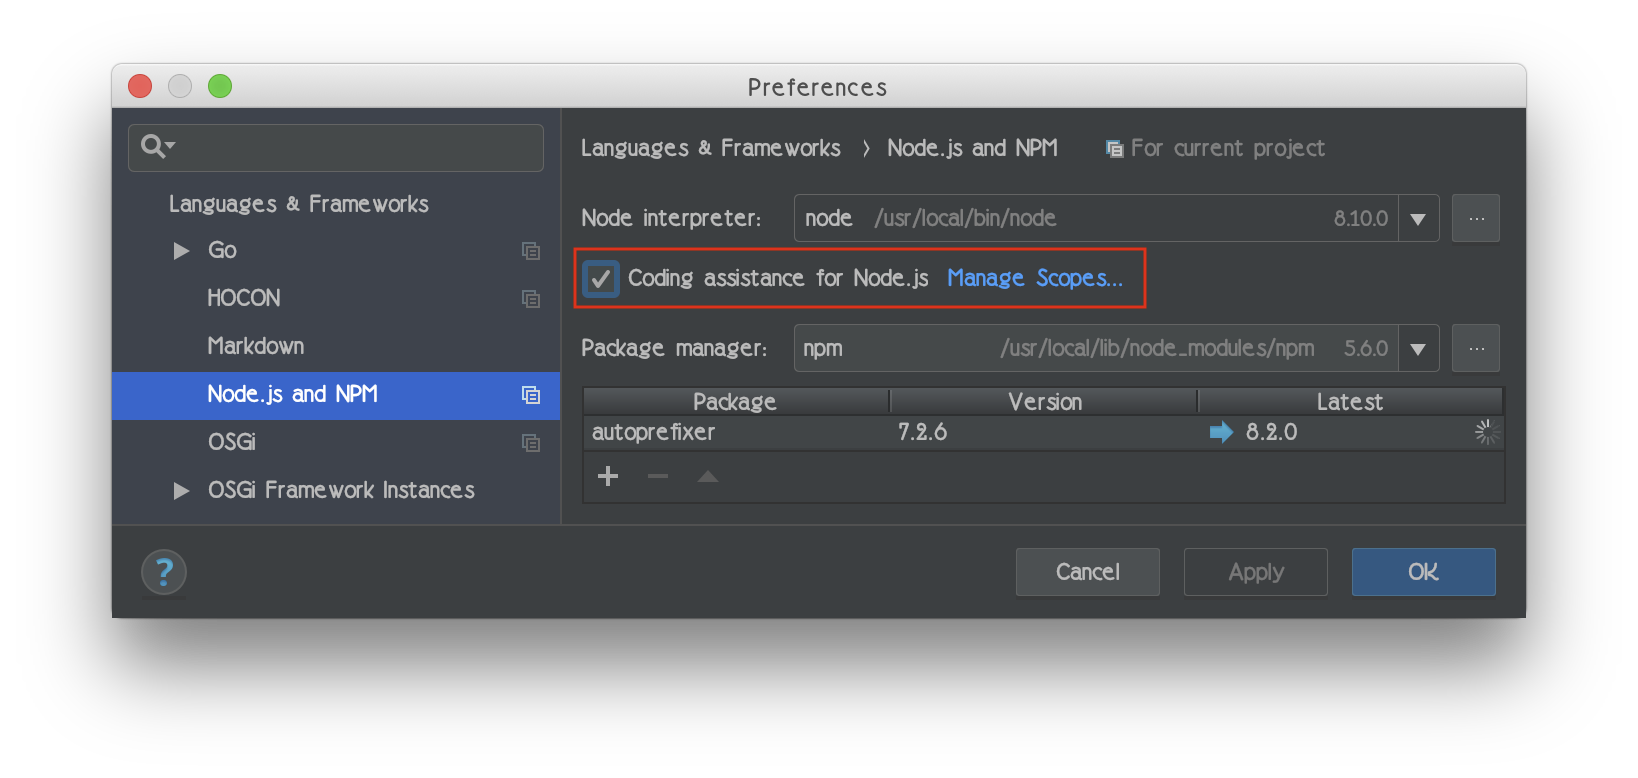 Preferences
Languages & Frameworks
Go
HOCON
Markdown
Node.js and NPM
OSGi
OSGi Framework Instances
Languages & Frameworks › Node.js and NPM For current project
Node interpreter: node /usr/local/bin/node 8.10.0 ...
Coding assistance for Node.js Manage Scopes...
Package manager: npm /usr/local/lib/node_modules/npm 5.6.0 ...
Package Version Latest
autoprefixer 7.2.6 8.2.0
?
Cancel Apply OK